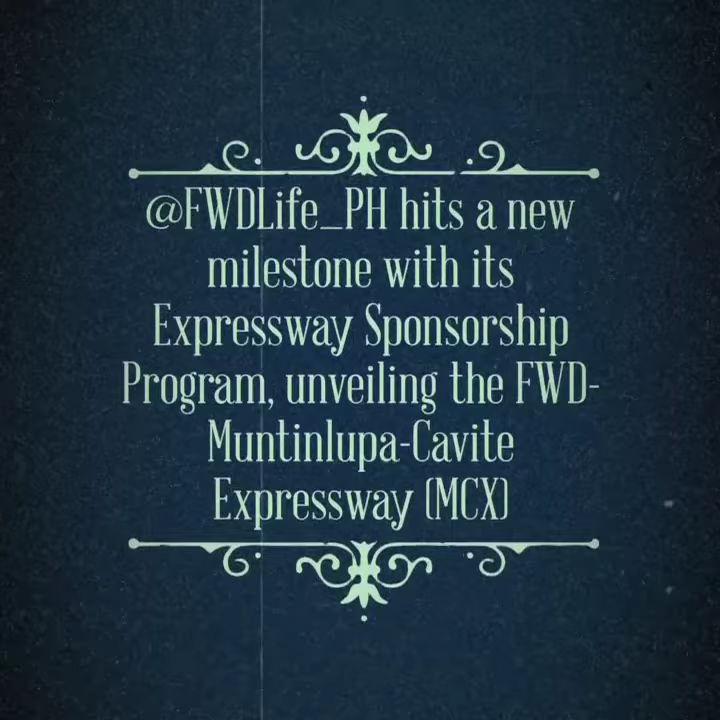 @FWDLife_PH hits a new
milestone with its
Expressway Sponsorship
Program, unveiling the FWD-
Muntinlupa-Cavite
Expressway (MCX)